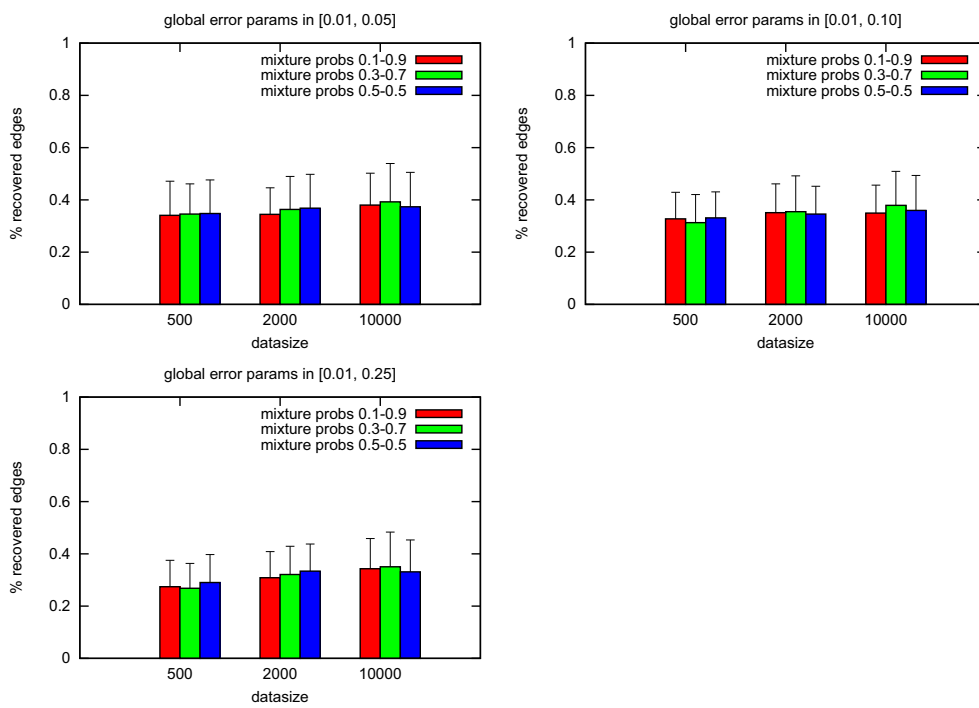 global error params in [0.01, 0.05]
% recovered edges
1
0.8
0.6
0.4
0.2
0
mixture probs 0.1-0.9
mixture probs 0.3-0.7
mixture probs 0.5-0.5
500 2000 10000
datasize
global error params in [0.01, 0.10]
% recovered edges
1
0.8
0.6
0.4
0.2
0
mixture probs 0.1-0.9
mixture probs 0.3-0.7
mixture probs 0.5-0.5
500 2000 10000
datasize
global error params in [0.01, 0.25]
% recovered edges
1
0.8
0.6
0.4
0.2
0
mixture probs 0.1-0.9
mixture probs 0.3-0.7
mixture probs 0.5-0.5
500 2000 10000
datasize